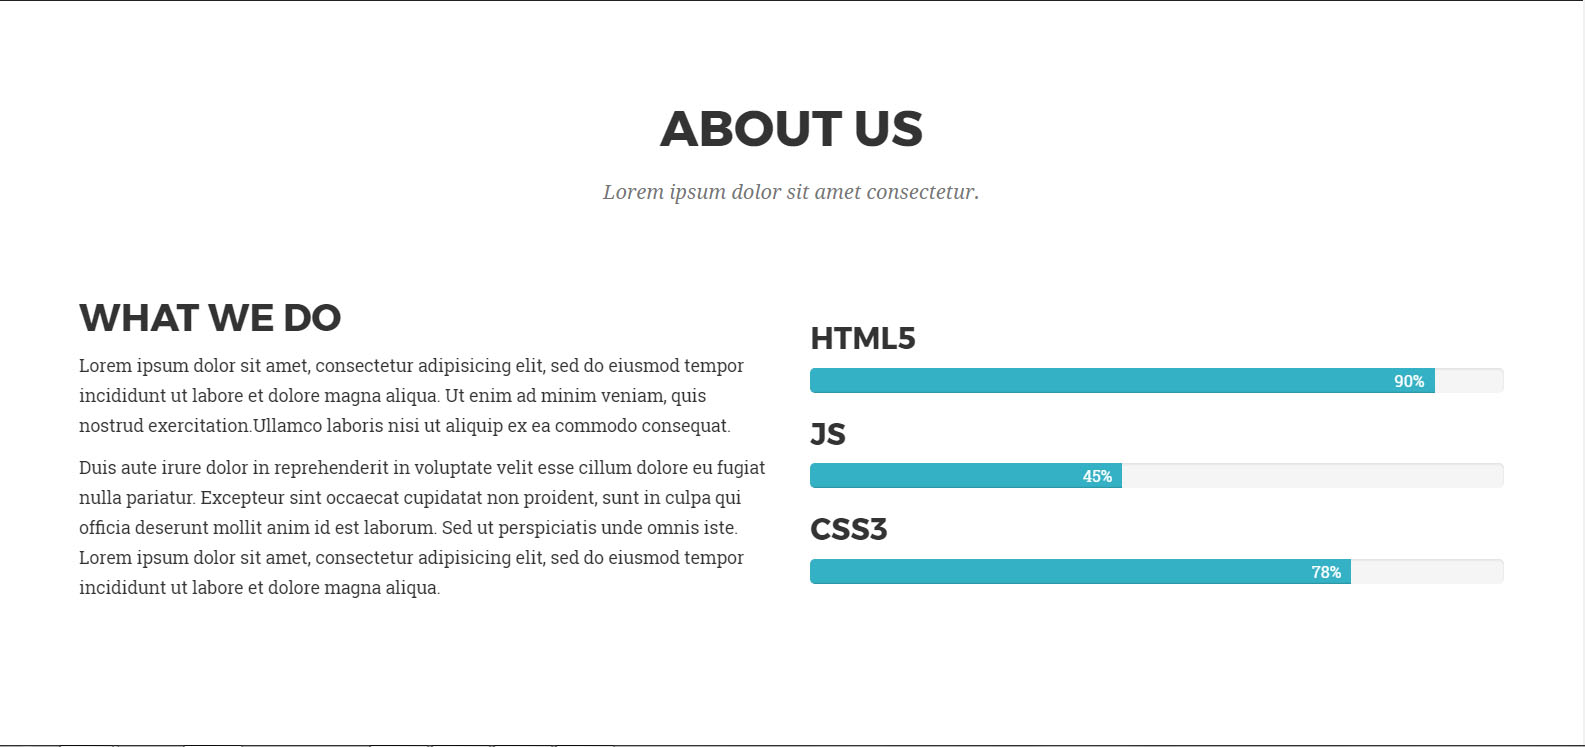 ABOUT US
Lorem ipsum dolor sit amet consectetur.
WHAT WE DO
Lorem ipsum dolor sit amet, consectetur adipisicing elit, sed do eiusmod tempor
incididunt ut labore et dolore magna aliqua. Ut enim ad minim veniam, quis
nostrud exercitation.Ullamco laboris nisi ut aliquip ex ea commodo consequat.
Duis aute irure dolor in reprehenderit in voluptate velit esse cillum dolore eu fugiat
nulla pariatur. Excepteur sint occaecat cupidatat non proident, sunt in culpa qui
officia deserunt mollit anim id est laborum. Sed ut perspiciatis unde omnis iste.
Lorem ipsum dolor sit amet, consectetur adipisicing elit, sed do eiusmod tempor
incididunt ut labore et dolore magna aliqua.
HTML5
90%
JS
45%
CSS3
78%